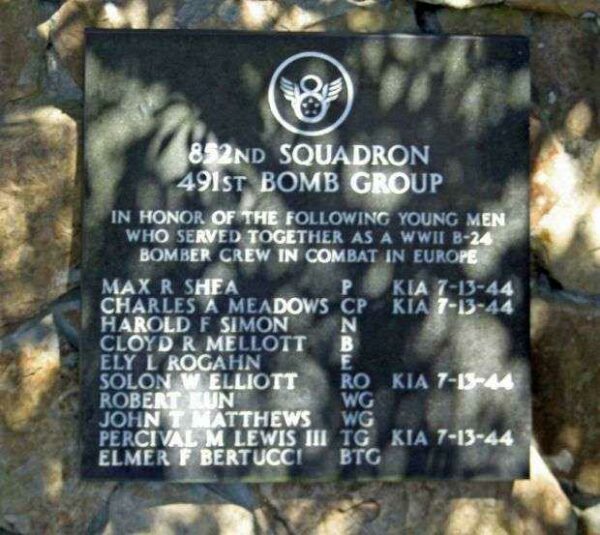 852ND SQUADRON
491ST BOMB GROUP
IN HONOR OF THE FOLLOWING YOUNG MEN
WHO SERVED TOGETHER AS A WWII B-24
BOMBER CREW IN COMBAT IN EUROPE
MAX R SHEA P KIA 7-13-44
CHARLES A MEADOWS CP KIA 7-13-44
HAROLD F SIMON N
CLOYD R MELLOTT B
ELY L ROGAHN E
SOLON W ELLIOTT RO KIA 7-13-44
ROBERT KUN WG
JOHN T MATTHEWS WG
PERCIVAL M LEWIS III TG KIA 7-13-44
ELMER F BERTUCCI BTG